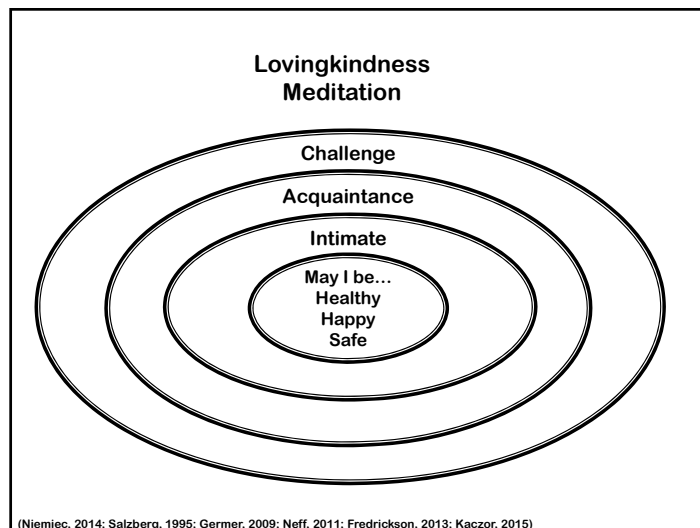 Lovingkindness
Meditation
Challenge
Acquaintance
Intimate
May I be…
Healthy
Happy
Safe
(Niemiec, 2014; Salzberg, 1995; Germer, 2009; Neff, 2011; Fredrickson, 2013; Kaczor, 2015)